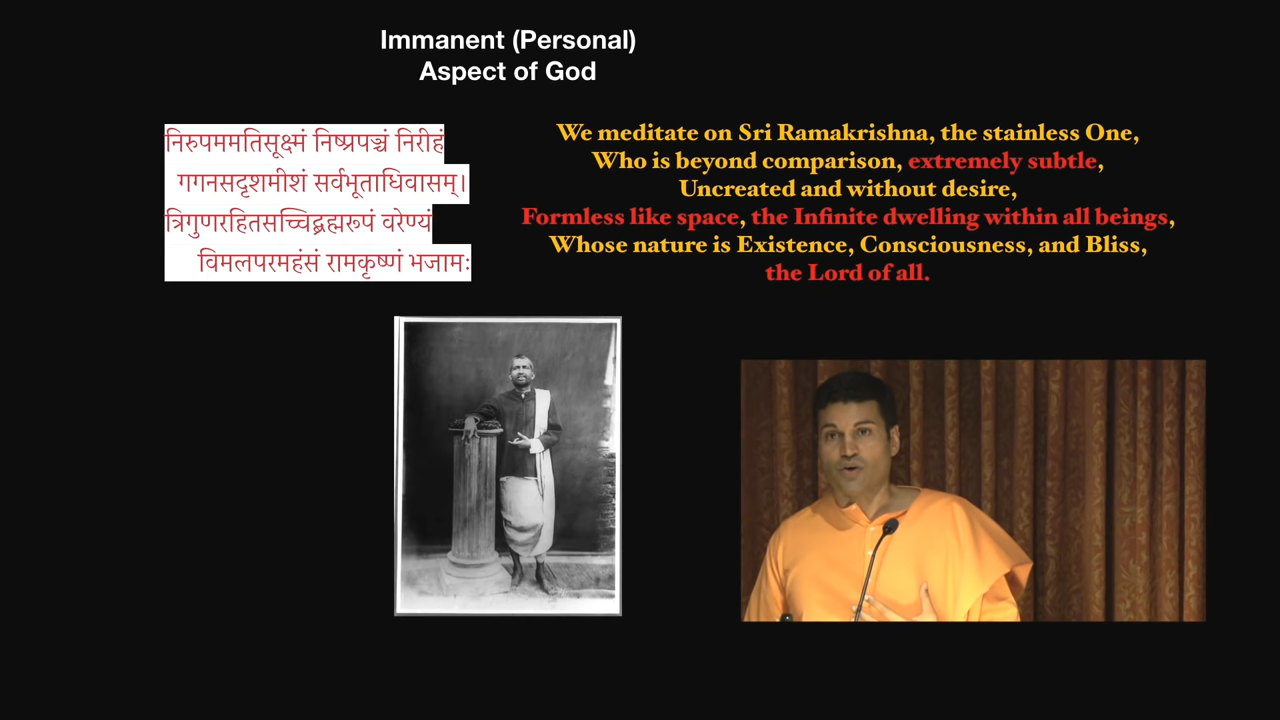 Immanent (Personal)
Aspect of God
निरुपममतिसूक्ष्मं निष्प्रपञ्चं निरीहं
गगनसदृशमीशं सर्वभूताधिवासम्।
त्रिगुणरहितसच्चिद्ब्रह्मरूपं वरेण्यं
विमलपरमहंसं रामकृष्णं भजामः
We meditate on Sri Ramakrishna, the stainless One,
Who is beyond comparison, extremely subtle,
Uncreated and without desire,
Formless like space, the Infinite dwelling within all beings,
Whose nature is Existence, Consciousness, and Bliss,
the Lord of all.